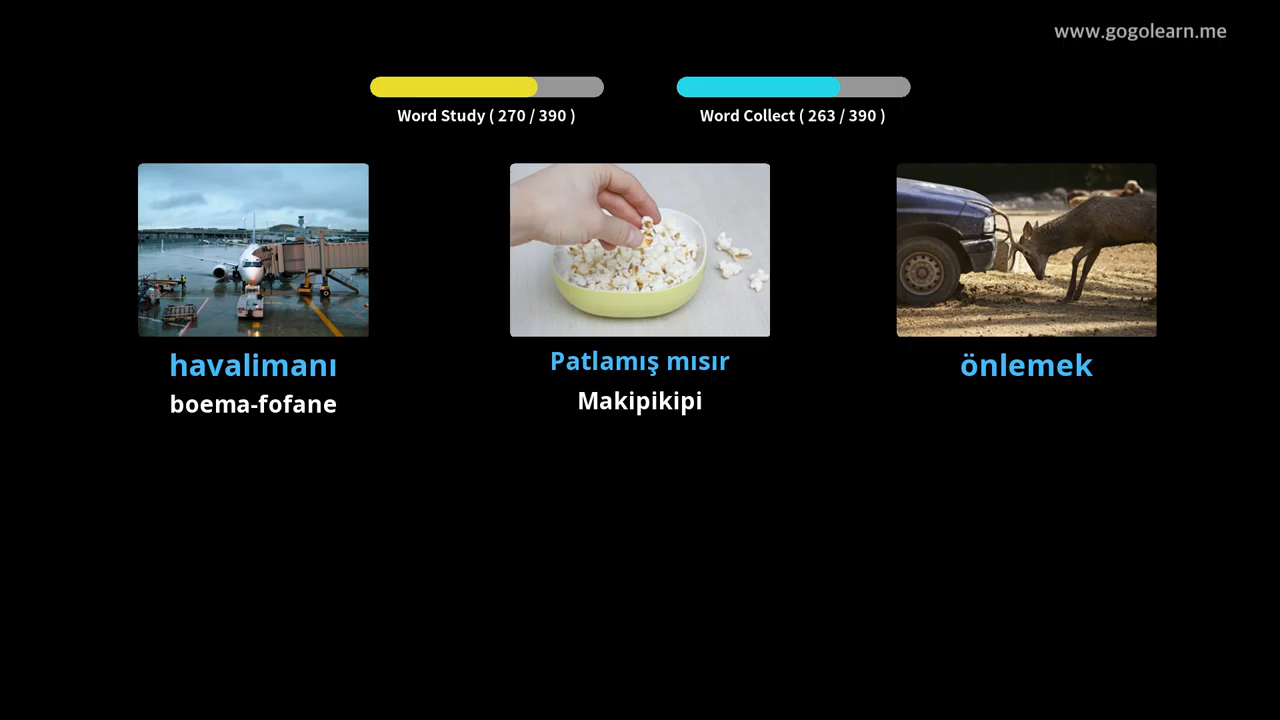 www.gogolearn.me
Word Study ( 270 / 390 )
Word Collect ( 263 / 390 )
havalimanı
boema-fofane
Patlamış mısır
Makipikipi
önlemek